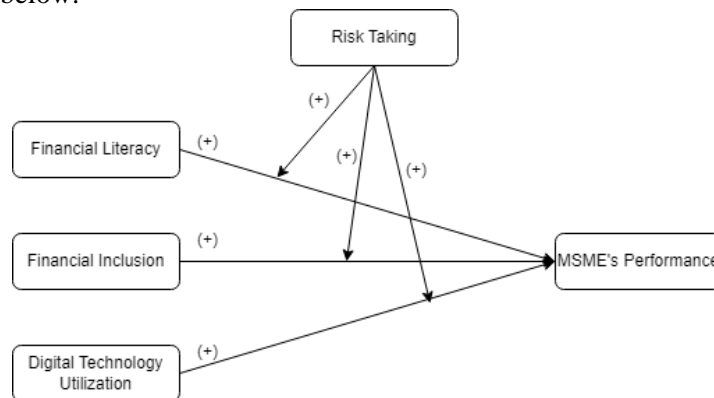 below:
Risk Taking
(+)
Financial Literacy
(+)
(+)
(+)
Financial Inclusion
(+)
MSME's Performance
Digital Technology
Utilization
(+)